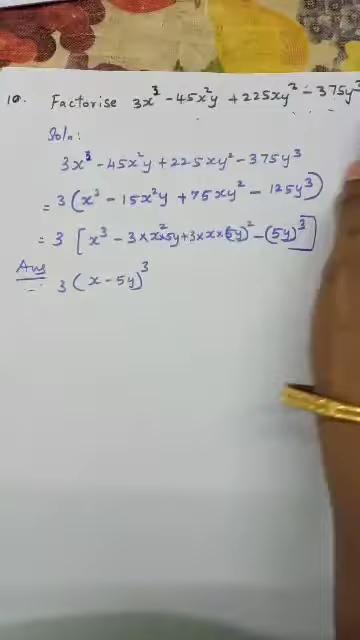 10. Factorise 3x³ - 45x²y + 225xy² - 375y³
Soln:
3x³ - 45x²y + 225xy² - 375y³
= 3 (x³ - 15x²y + 75xy² - 125y³)
= 3 [x³ - 3×x²×5y + 3×x×(5y)² - (5y)³]
Ans 3 (x - 5y)³